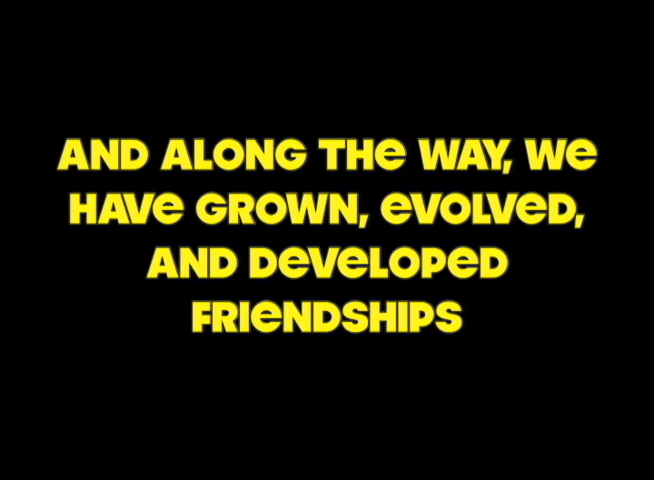 AND ALONG THE WAY, WE
HAVE GROWN, EVOLVED,
AND DEVELOPED
FRIENDSHIPS